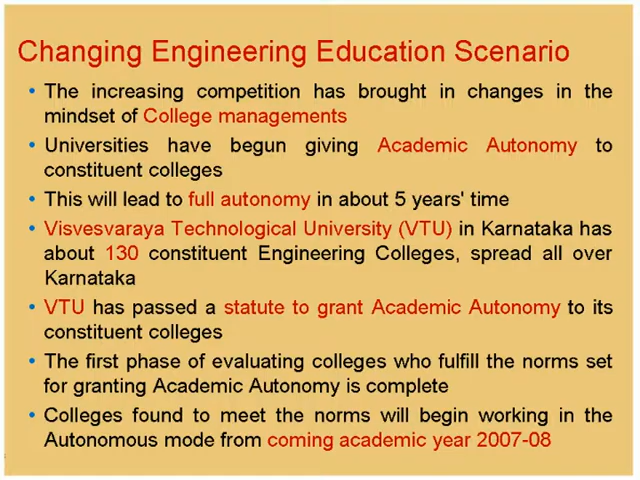 Changing Engineering Education Scenario
• The increasing competition has brought in changes in the
mindset of College managements
• Universities have begun giving Academic Autonomy to
constituent colleges
• This will lead to full autonomy in about 5 years' time
• Visvesvaraya Technological University (VTU) in Karnataka has
about 130 constituent Engineering Colleges, spread all over
Karnataka
• VTU has passed a statute to grant Academic Autonomy to its
constituent colleges
• The first phase of evaluating colleges who fulfill the norms set
for granting Academic Autonomy is complete
• Colleges found to meet the norms will begin working in the
Autonomous mode from coming academic year 2007-08